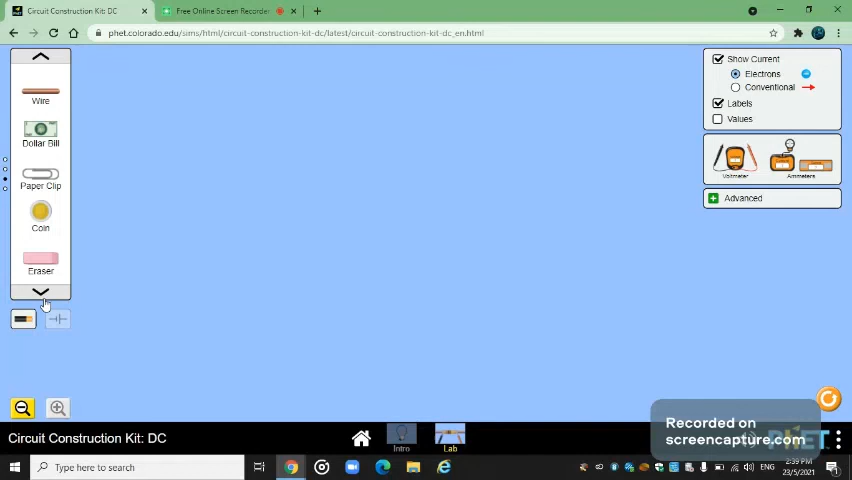 Circuit Construction Kit: DC
Free Online Screen Recorder
phet.colorado.edu/sims/html/circuit-construction-kit-dc/latest/circuit-construction-kit-dc_en.html
Wire
Dollar Bill
Paper Clip
Coin
Eraser
Show Current
Electrons
Conventional
Labels
Values
Voltmeter
Ammeters
Advanced
Recorded on
screencapture.com
Circuit Construction Kit: DC
Intro
Lab
PhET
Type here to search
ENG
2:39 PM
23/5/2021